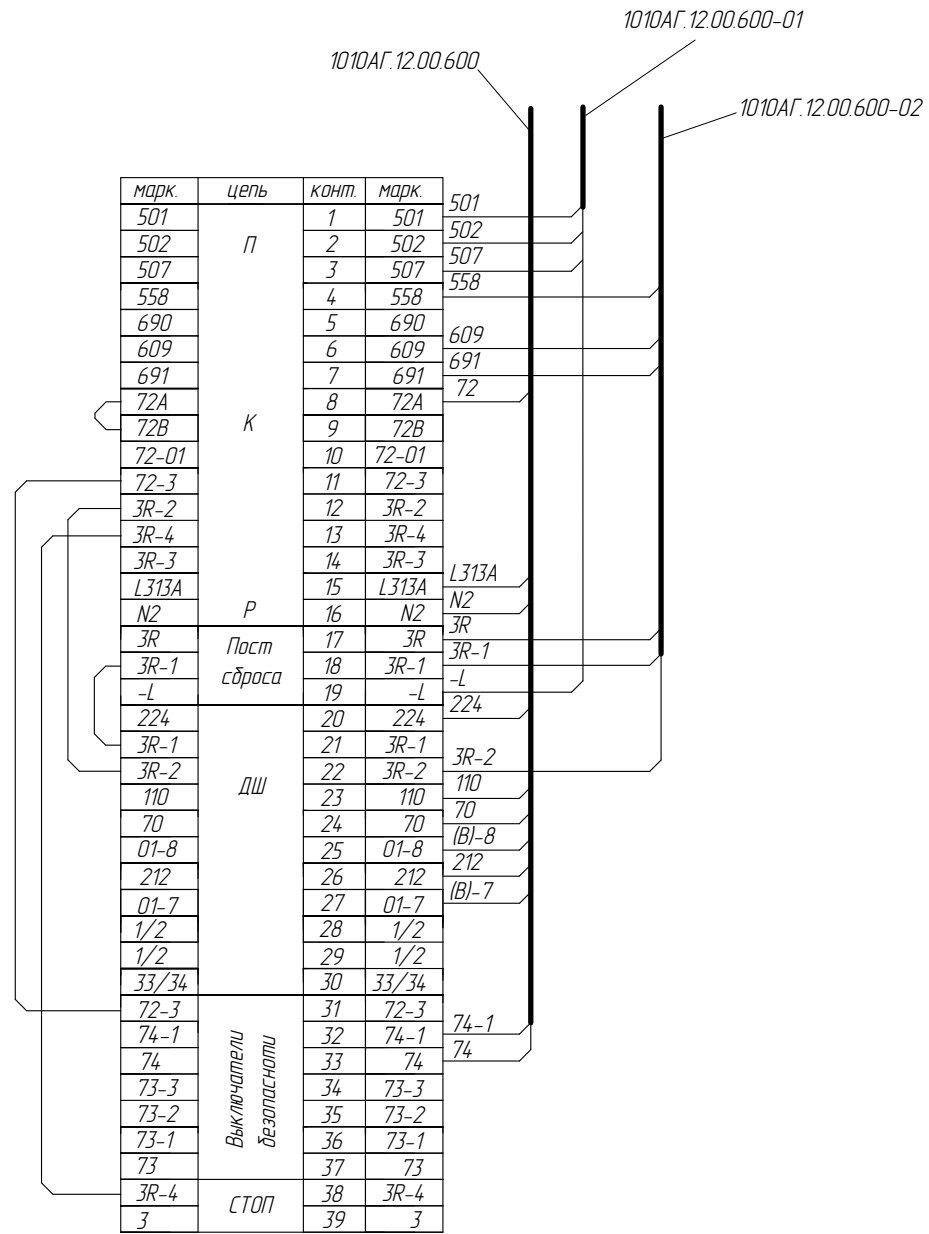 1010АГ.12.00.600-01
1010АГ.12.00.600
1010АГ.12.00.600-02
марк. цепь конт. марк.
501 1 501 501
502 П 2 502 502
507 3 507 507
558 4 558 558
690 5 690
609 6 609 609
691 7 691 691
72А 8 72А 72
72В К 9 72В
72-01 10 72-01
72-3 11 72-3
3R-2 12 3R-2
3R-4 13 3R-4
3R-3 14 3R-3
L313A 15 L313A L313A
N2 Р 16 N2 N2
3R Пост 17 3R 3R
3R-1 сброса 18 3R-1 3R-1
-L 19 -L -L
224 20 224 224
3R-1 21 3R-1
3R-2 ДШ 22 3R-2 3R-2
110 23 110 110
70 24 70 70
01-8 25 01-8 (В)-8
212 26 212 212
01-7 27 01-7 (В)-7
1/2 28 1/2
1/2 29 1/2
33/34 30 33/34
72-3 31 72-3
74-1 32 74-1 74-1
74 33 74 74
73-3 34 73-3
73-2 35 73-2
73-1 36 73-1
73 37 73
Выключатели
безопасноти
3R-4 СТОП 38 3R-4
3 39 3